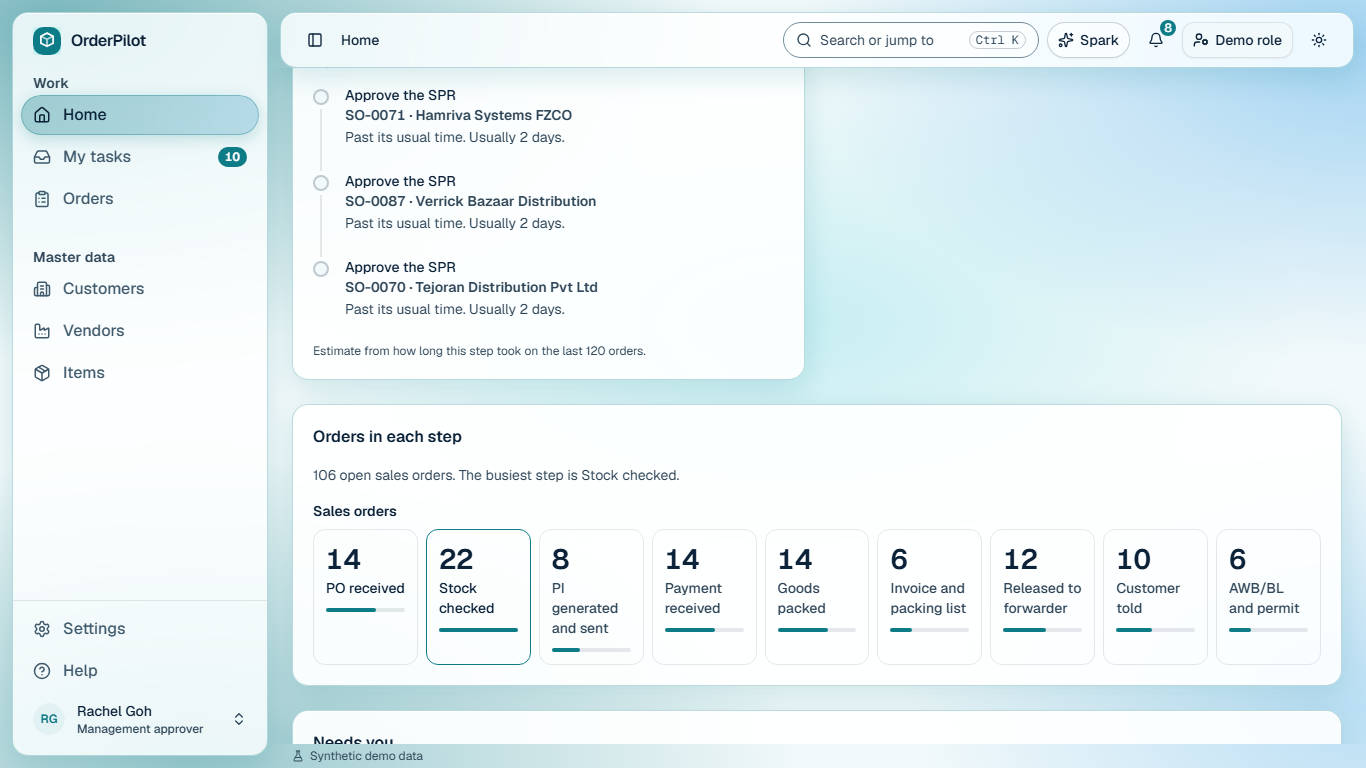 OrderPilot
Work
Home
My tasks 10
Orders
Master data
Customers
Vendors
Items
Settings
Help
RG
Rachel Goh
Management approver
Home
Search or jump to Ctrl K
Spark
8
Demo role
Approve the SPR
SO-0071 · Hamriva Systems FZCO
Past its usual time. Usually 2 days.
Approve the SPR
SO-0087 · Verrick Bazaar Distribution
Past its usual time. Usually 2 days.
Approve the SPR
SO-0070 · Tejoran Distribution Pvt Ltd
Past its usual time. Usually 2 days.
Estimate from how long this step took on the last 120 orders.
Orders in each step
106 open sales orders. The busiest step is Stock checked.
Sales orders
14
PO received
22
Stock
checked
8
PI
generated
and sent
14
Payment
received
14
Goods
packed
6
Invoice and
packing list
12
Released to
forwarder
10
Customer
told
6
AWB/BL
and permit
Needs you
Synthetic demo data